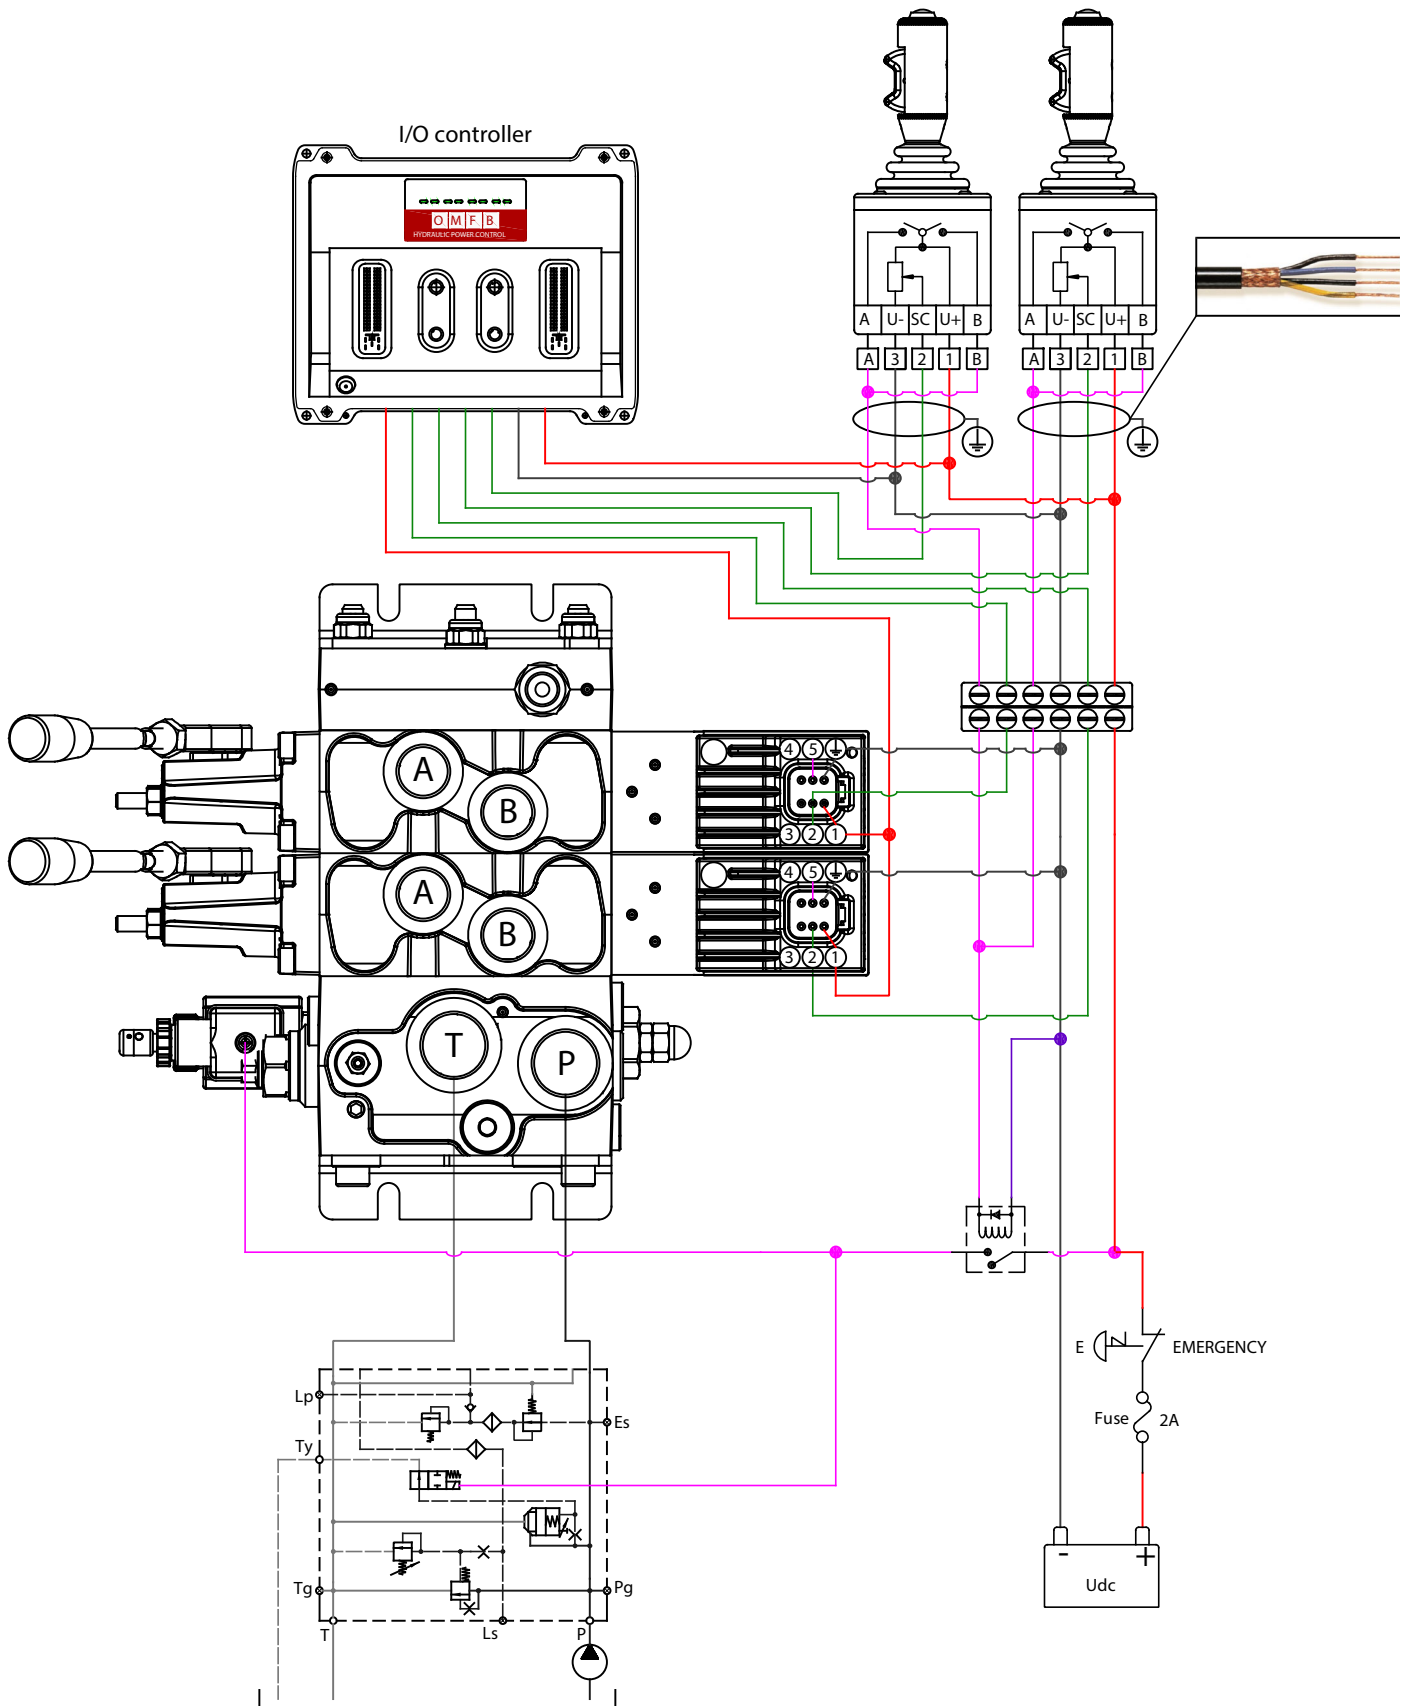 I/O controller
O M F B
HYDRAULIC POWER CONTROL
A U- SC U+ B
A U- SC U+ B
A 3 2 1 B
A 3 2 1 B
4 5
A
B
3 2 1
4 5
A
B
3 2 1
T
P
E EMERGENCY
Lp
Es
Fuse 2A
Ty
- +
Udc
Tg
Pg
T
Ls
P